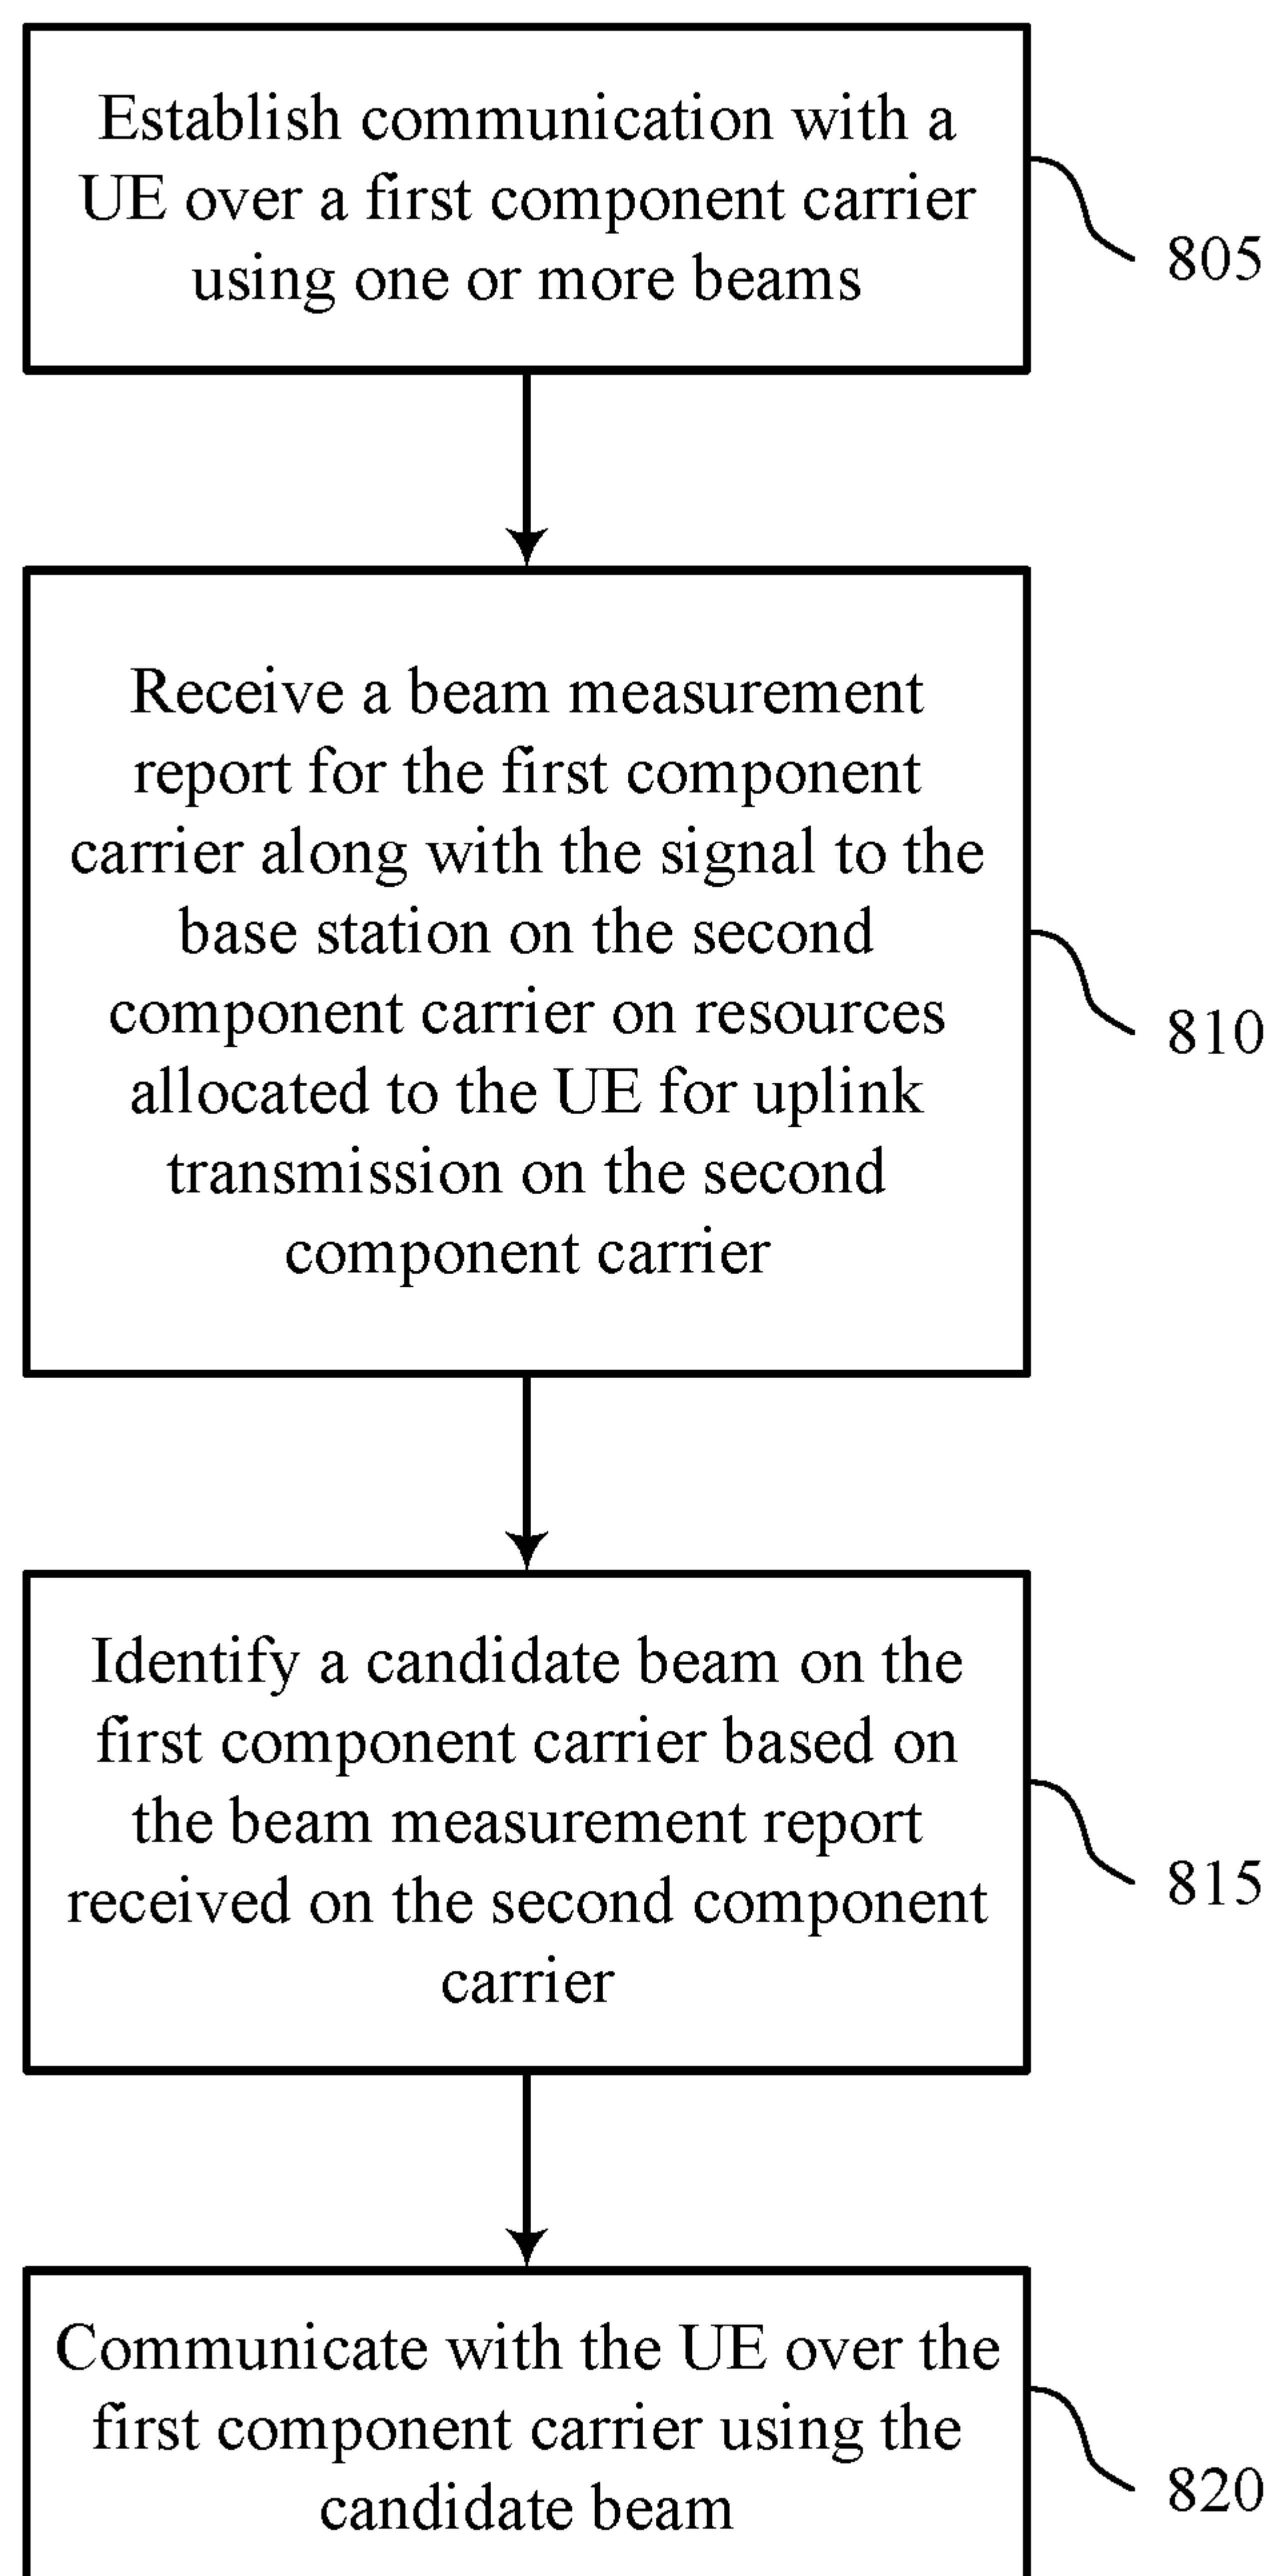 Establish communication with a
UE over a first component carrier
using one or more beams
805
Receive a beam measurement
report for the first component
carrier along with the signal to the
base station on the second
component carrier on resources
allocated to the UE for uplink
transmission on the second
component carrier
810
Identify a candidate beam on the
first component carrier based on
the beam measurement report
received on the second component
carrier
815
Communicate with the UE over the
first component carrier using the
candidate beam
820